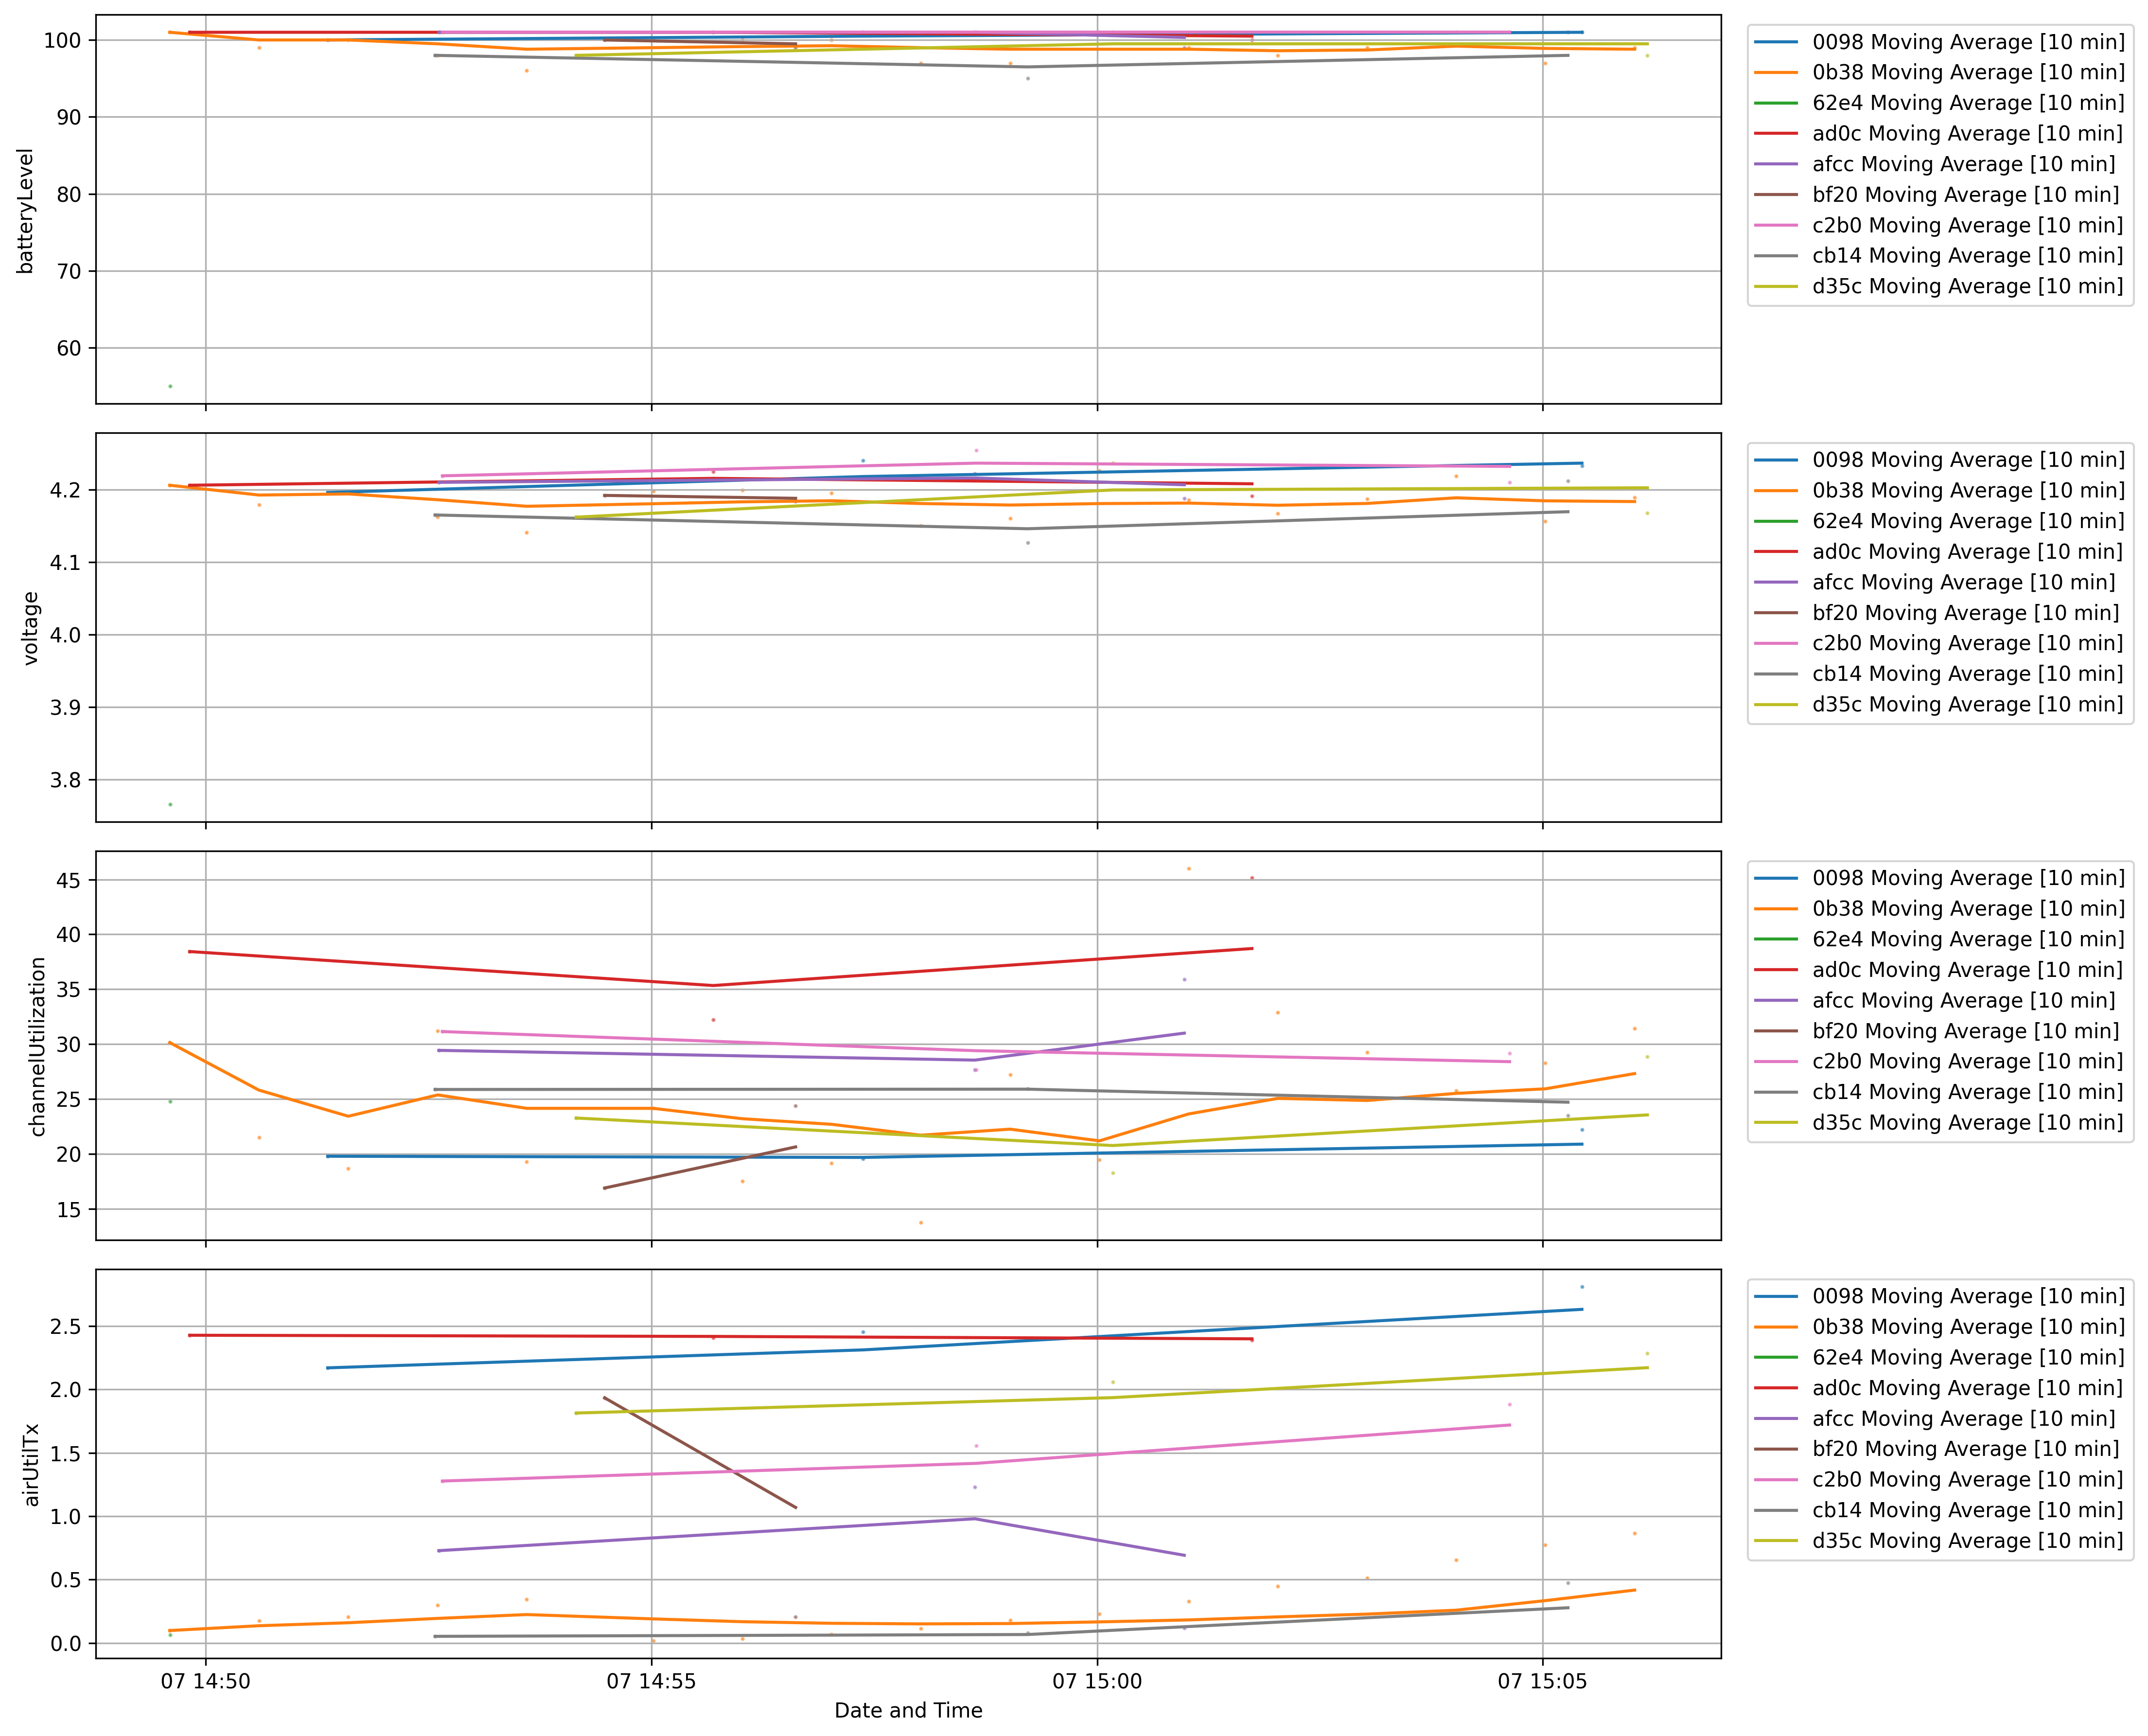 100
90
80
70
60
batteryLevel
0098 Moving Average [10 min]
0b38 Moving Average [10 min]
62e4 Moving Average [10 min]
ad0c Moving Average [10 min]
afcc Moving Average [10 min]
bf20 Moving Average [10 min]
c2b0 Moving Average [10 min]
cb14 Moving Average [10 min]
d35c Moving Average [10 min]
4.2
4.1
4.0
3.9
3.8
voltage
0098 Moving Average [10 min]
0b38 Moving Average [10 min]
62e4 Moving Average [10 min]
ad0c Moving Average [10 min]
afcc Moving Average [10 min]
bf20 Moving Average [10 min]
c2b0 Moving Average [10 min]
cb14 Moving Average [10 min]
d35c Moving Average [10 min]
45
40
35
30
25
20
15
channelUtilization
0098 Moving Average [10 min]
0b38 Moving Average [10 min]
62e4 Moving Average [10 min]
ad0c Moving Average [10 min]
afcc Moving Average [10 min]
bf20 Moving Average [10 min]
c2b0 Moving Average [10 min]
cb14 Moving Average [10 min]
d35c Moving Average [10 min]
2.5
2.0
1.5
1.0
0.5
0.0
airUtilTx
0098 Moving Average [10 min]
0b38 Moving Average [10 min]
62e4 Moving Average [10 min]
ad0c Moving Average [10 min]
afcc Moving Average [10 min]
bf20 Moving Average [10 min]
c2b0 Moving Average [10 min]
cb14 Moving Average [10 min]
d35c Moving Average [10 min]
07 14:50
07 14:55
07 15:00
07 15:05
Date and Time